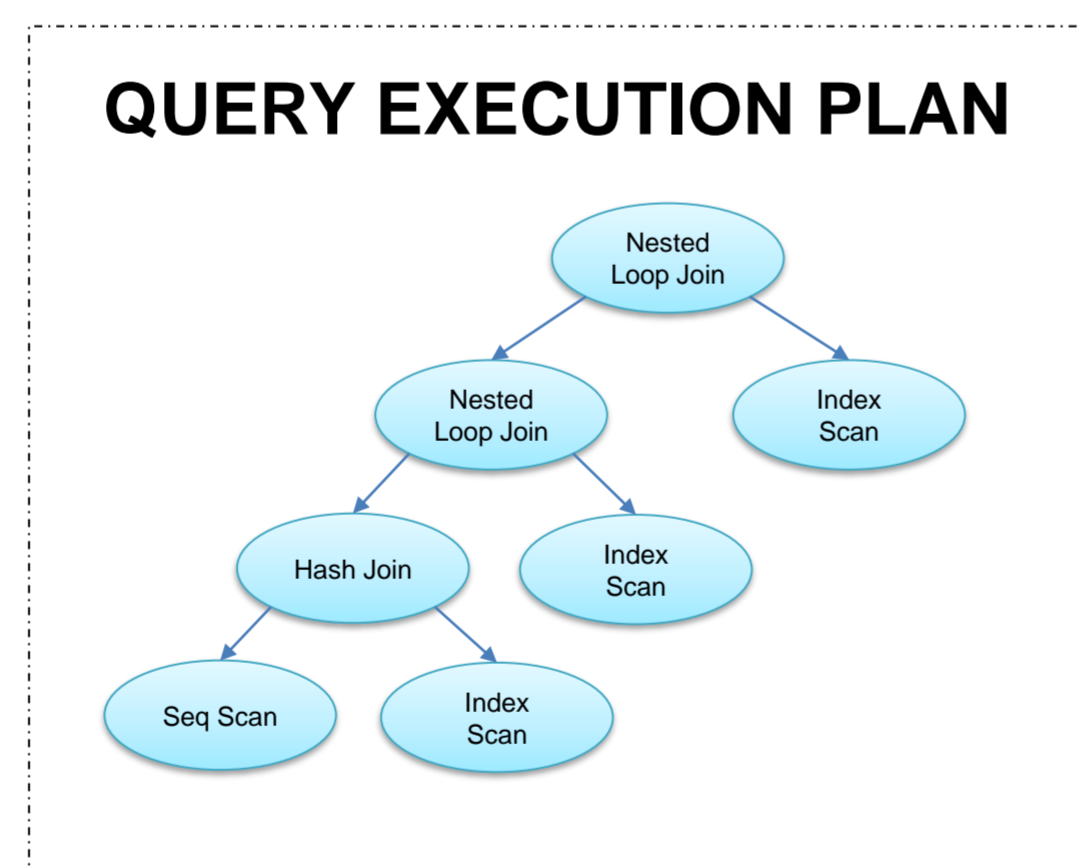 QUERY EXECUTION PLAN
Nested
Loop Join
Nested
Loop Join
Index
Scan
Hash Join
Index
Scan
Seq Scan
Index
Scan